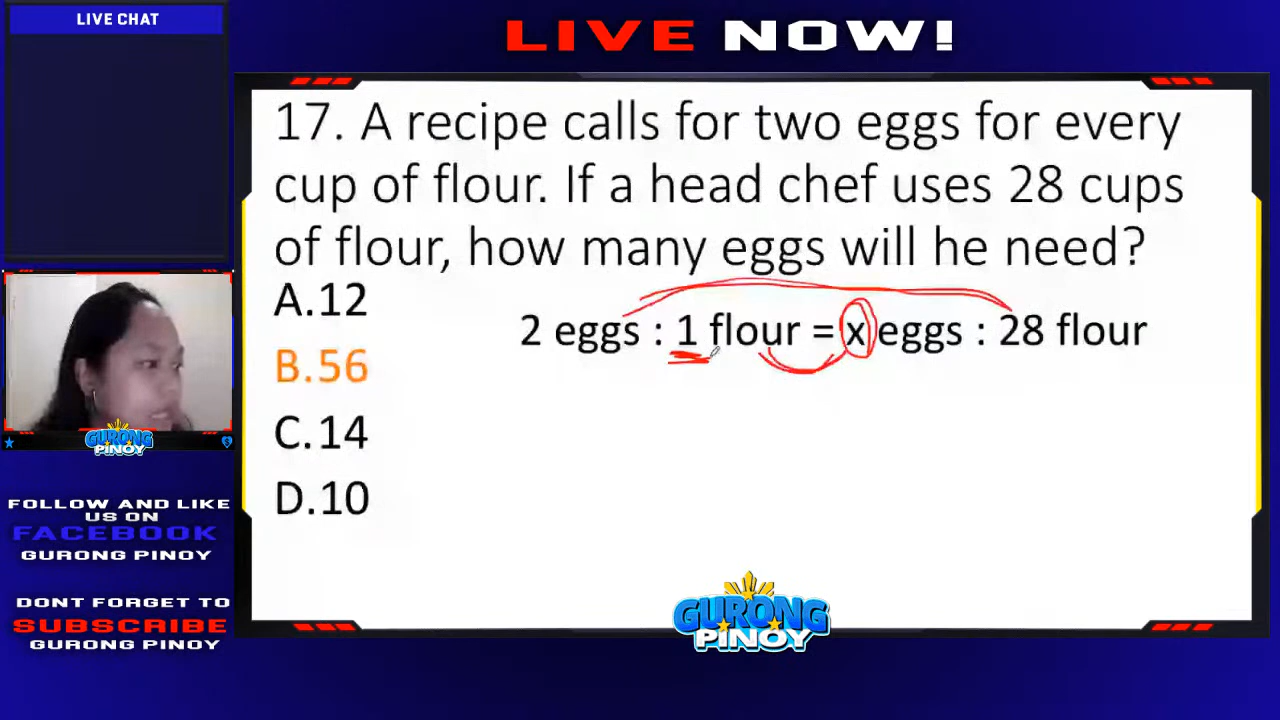 LIVE CHAT
LIVE NOW!
17. A recipe calls for two eggs for every
cup of flour. If a head chef uses 28 cups
of flour, how many eggs will he need?
A.12
B.56
C.14
D.10
2 eggs : 1 flour = x eggs : 28 flour
GURONG
PINOY
FOLLOW AND LIKE
US ON
FACEBOOK
GURONG PINOY
DONT FORGET TO
SUBSCRIBE
GURONG PINOY
GURONG
PINOY